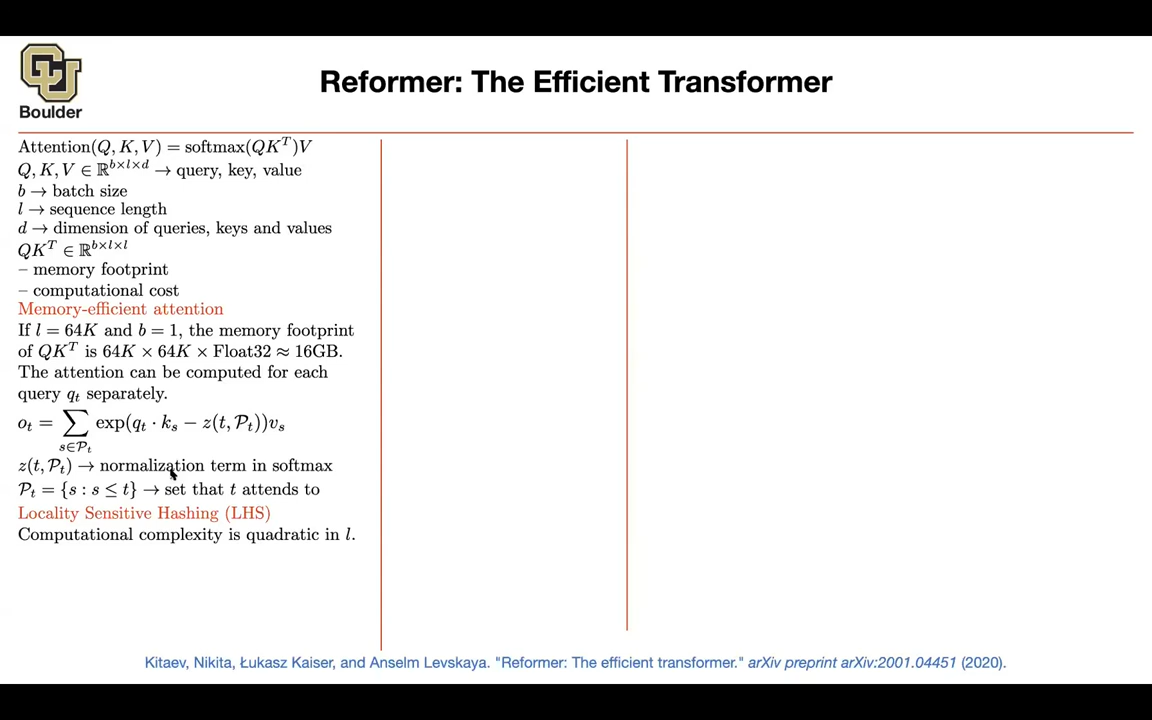 Boulder
Reformer: The Efficient Transformer
Attention(Q, K, V) = softmax(QKᵀ)V
Q, K, V ∈ ℝ^{b×l×d} → query, key, value
b → batch size
l → sequence length
d → dimension of queries, keys and values
QKᵀ ∈ ℝ^{b×l×l}
– memory footprint
– computational cost
Memory-efficient attention
If l = 64K and b = 1, the memory footprint
of QKᵀ is 64K × 64K × Float32 ≈ 16GB.
The attention can be computed for each
query q_t separately.
o_t = ∑_{s∈𝒫_t} exp(q_t · k_s − z(t, 𝒫_t))v_s
z(t, 𝒫_t) → normalization term in softmax
𝒫_t = {s : s ≤ t} → set that t attends to
Locality Sensitive Hashing (LHS)
Computational complexity is quadratic in l.
Kitaev, Nikita, Łukasz Kaiser, and Anselm Levskaya. "Reformer: The efficient transformer." arXiv preprint arXiv:2001.04451 (2020).